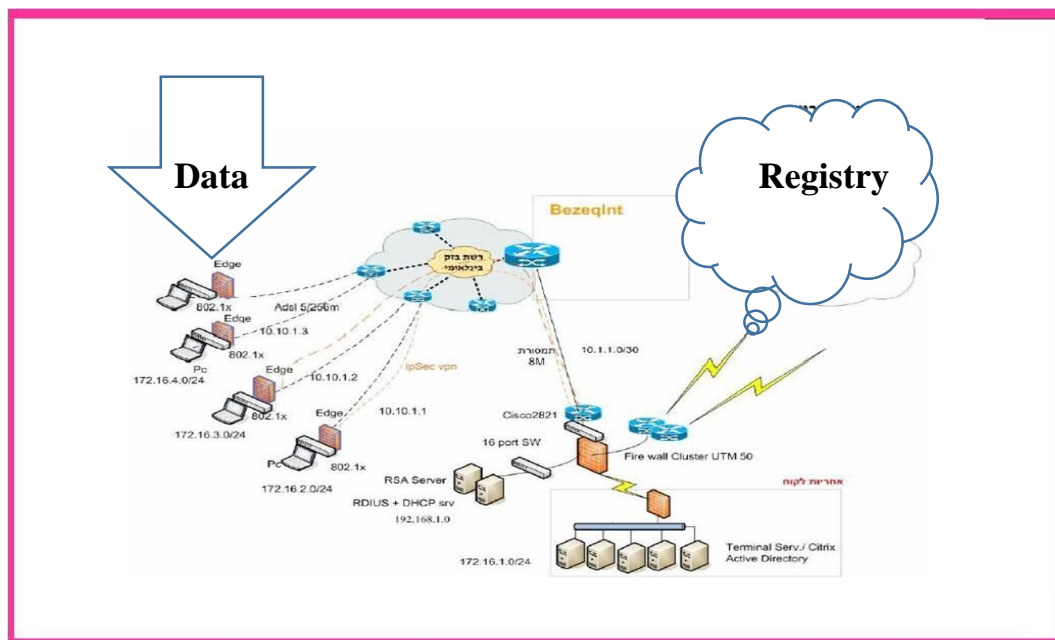 Data
Registry
BezeqInt
רשת בזק
בינלאומי
Edge
802.1x
Adsl 5/256m
Edge
10.10.1.3
802.1x
Pc
172.16.4.0/24
Edge
10.10.1.2
802.1x
172.16.3.0/24
IpSec vpn
Edge
10.10.1.1
Pc
802.1x
172.16.2.0/24
תמסורת
8M
10.1.1.0/30
Cisco2821
16 port SW
Fire wall Cluster UTM 50
RSA Server
RDIUS + DHCP srv
192.168.1.0
אחריות לקוח
172.16.1.0/24
Terminal Serv./ Citrix
Active Directory